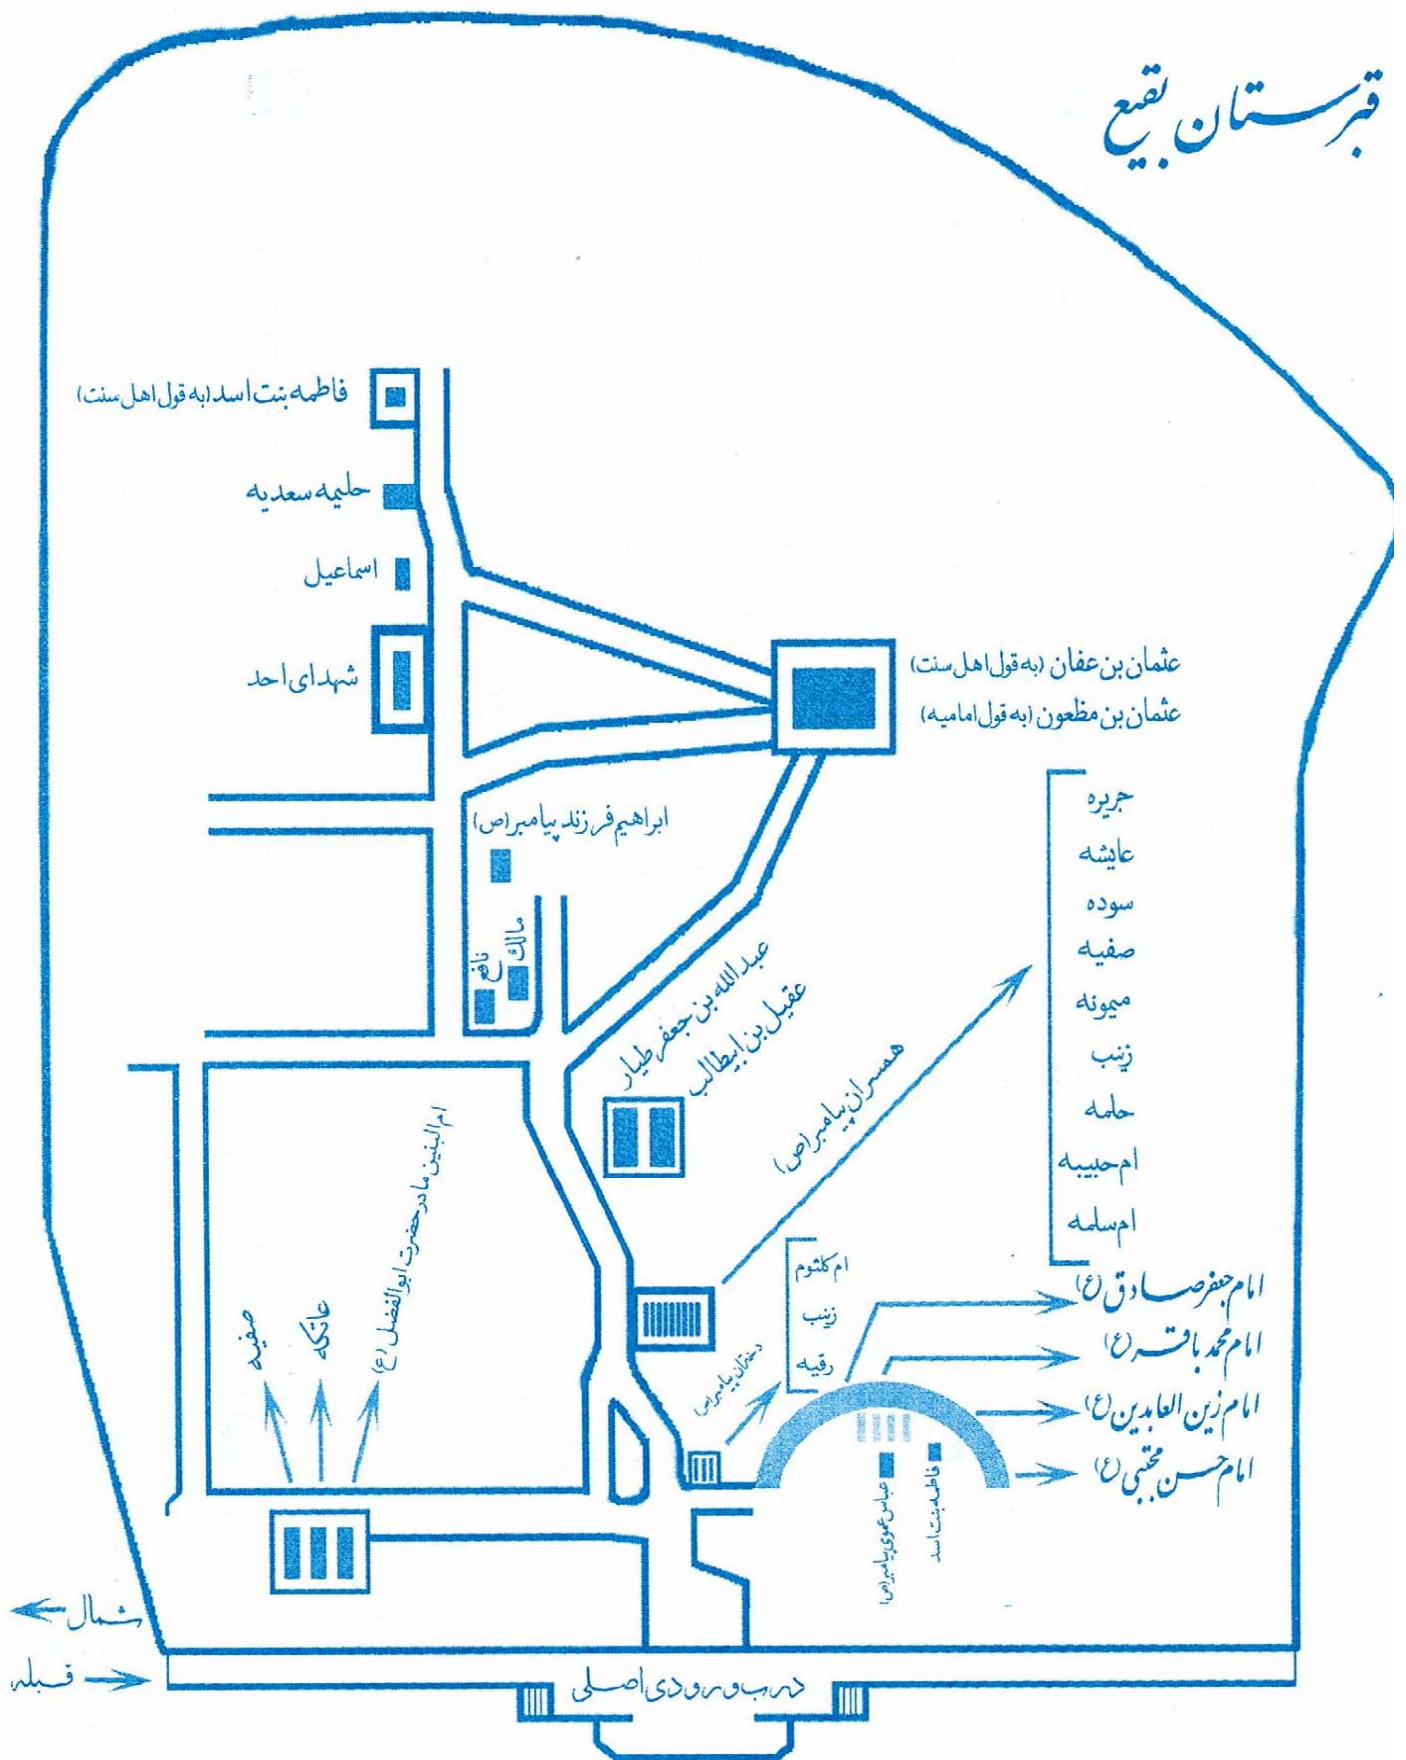 قبرستان بقیع
فاطمه بنت اسد (به قول اهل سنت)
حلیمه سعدیه
اسماعیل
شهدای احد
عثمان بن عفان (به قول اهل سنت)
عثمان بن مظعون (به قول امامیه)
ابراهیم فرزند پیامبر (ص)
مالک
نافع
عبدالله بن جعفر طیار
عقیل بن ابیطالب
همسران پیامبر (ص)
جریره
عایشه
سوده
صفیه
میمونه
زینب
حلمه
ام حبیبه
ام سلمه
ام کلثوم
زینب
رقیه
دختران پیامبر (ص)
امام جعفر صادق (ع)
امام محمد باقر (ع)
امام زین العابدین (ع)
امام حسن مجتبی (ع)
عباس عموی پیامبر (ص)
فاطمه بنت اسد
صفیه
عاتکه
ام البنین مادر حضرت ابوالفضل (ع)
شمال
قبله
درب ورودی اصلی